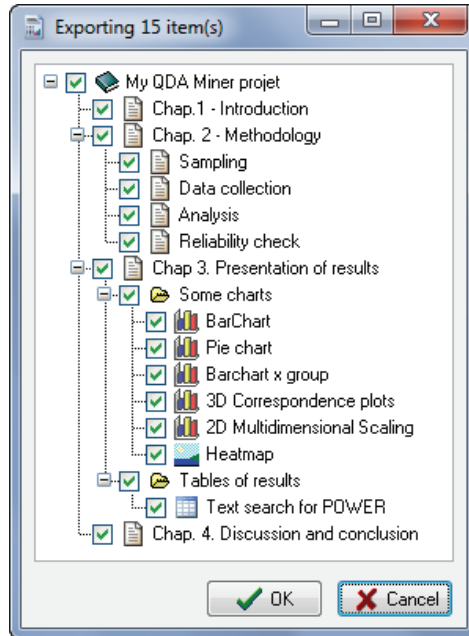 Exporting 15 item(s)
My QDA Miner projet
Chap.1 - Introduction
Chap. 2 - Methodology
Sampling
Data collection
Analysis
Reliability check
Chap 3. Presentation of results
Some charts
BarChart
Pie chart
Barchart x group
3D Correspondence plots
2D Multidimensional Scaling
Heatmap
Tables of results
Text search for POWER
Chap. 4. Discussion and conclusion
OK Cancel